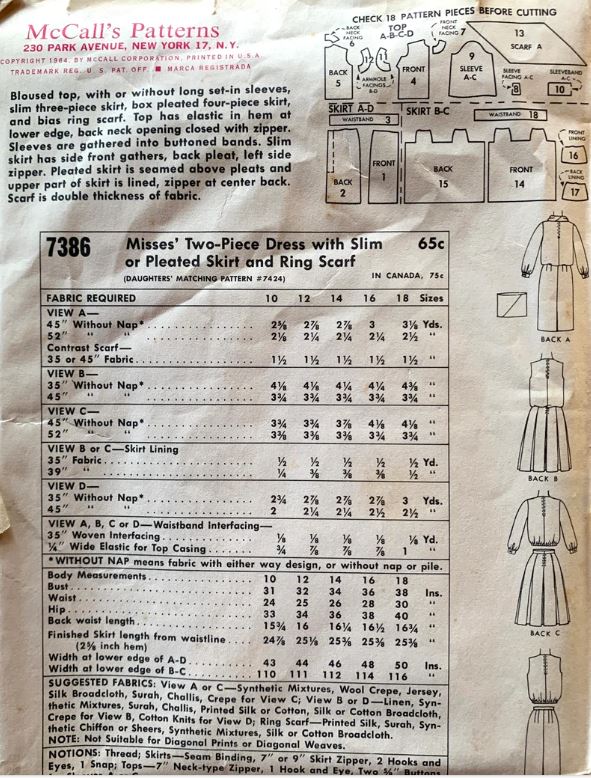 McCall's Patterns
230 PARK AVENUE, NEW YORK 17, N.Y.
COPYRIGHT 1964, BY McCALL CORPORATION, PRINTED IN U.S.A
TRADEMARK REG. U. S. PAT. OFF. ■ MARCA REGISTRADA
Bloused top, with or without long set-in sleeves,
slim three-piece skirt, box pleated four-piece skirt,
and bias ring scarf. Top has elastic in hem at
lower edge, back neck opening closed with zipper.
Sleeves are gathered into buttoned bands. Slim
skirt has side front gathers, back pleat, left side
zipper. Pleated skirt is seamed above pleats and
upper part of skirt is lined, zipper at center back.
Scarf is double thickness of fabric.
CHECK 18 PATTERN PIECES BEFORE CUTTING
BACK NECK FACING 6
TOP A-B-C-D
FRONT NECK FACING 7
13 SCARF A
BACK 5
12 11
ARMHOLE FACINGS B-D
FRONT 4
9 SLEEVE A-C
SLEEVE FACING A-C 8
SLEEVEBAND A-C 10
SKIRT A-D
WAISTBAND 3
SKIRT B-C
WAISTBAND 18
BACK 2
FRONT 1
BACK 15
FRONT 14
FRONT LINING 16
BACK LINING 17
7386 Misses' Two-Piece Dress with Slim 65c
or Pleated Skirt and Ring Scarf
(DAUGHTERS' MATCHING PATTERN #7424) IN CANADA, 75c
FABRIC REQUIRED 10 12 14 16 18 Sizes
VIEW A—
45" Without Nap* 2⅝ 2⅞ 2⅞ 3 3⅛ Yds.
52" " " 2⅛ 2¼ 2¼ 2¼ 2½ "
Contrast Scarf—
35 or 45" Fabric 1½ 1½ 1½ 1½ 1½ "
VIEW B—
35" Without Nap* 4⅛ 4⅛ 4¼ 4¼ 4⅜ "
45" " " 3¾ 3¾ 3¾ 3¾ 3¾ "
VIEW C—
45" Without Nap* 3¾ 3¾ 3⅞ 4⅛ 4⅛ "
52" " " 3⅜ 3⅜ 3⅜ 3¾ 3¾ "
VIEW B or C—Skirt Lining
35" Fabric ½ ½ ½ ½ ½ Yd.
39" " ¼ ⅜ ⅜ ⅜ ½ "
VIEW D—
35" Without Nap* 2¾ 2⅞ 2⅞ 2⅞ 3 Yds.
45" " " 2 2¼ 2¼ 2½ 2½ "
VIEW A, B, C or D—Waistband Interfacing—
35" Woven Interfacing ⅛ ⅛ ⅛ ⅛ ⅛ Yd.
¼" Wide Elastic for Top Casing ¾ ⅞ ⅞ ⅞ 1 "
*WITHOUT NAP means fabric with either way design, or without nap or pile.
Body Measurements 10 12 14 16 18
Bust 31 32 34 36 38 Ins.
Waist 24 25 26 28 30 "
Hip 33 34 36 38 40 "
Back waist length 15¾ 16 16¼ 16½ 16¾ "
Finished Skirt length from waistline 24⅞ 25⅛ 25⅜ 25⅜ 25⅜ "
(2⅝ inch hem)
Width at lower edge of A-D 43 44 46 48 50 Ins.
Width at lower edge of B-C 110 111 112 114 116 "
SUGGESTED FABRICS: View A or C—Synthetic Mixtures, Wool Crepe, Jersey,
Silk Broadcloth, Surah, Challis, Crepe for View C; View B or D—Linen, Syn-
thetic Mixtures, Surah, Challis, Printed Silk or Cotton, Silk or Cotton Broadcloth,
Crepe for View B, Cotton Knits for View D; Ring Scarf—Printed Silk, Surah, Syn-
thetic Chiffon or Sheers, Synthetic Mixtures, Silk or Cotton Broadcloth.
NOTE: Not Suitable for Diagonal Prints or Diagonal Weaves.
NOTIONS: Thread; Skirts—Seam Binding, 7" or 9" Skirt Zipper, 2 Hooks and
Eyes, 1 Snap; Tops—7" Neck-type Zipper, 1 Hook and Eye, Two ⅝" Buttons
BACK A
BACK B
BACK C